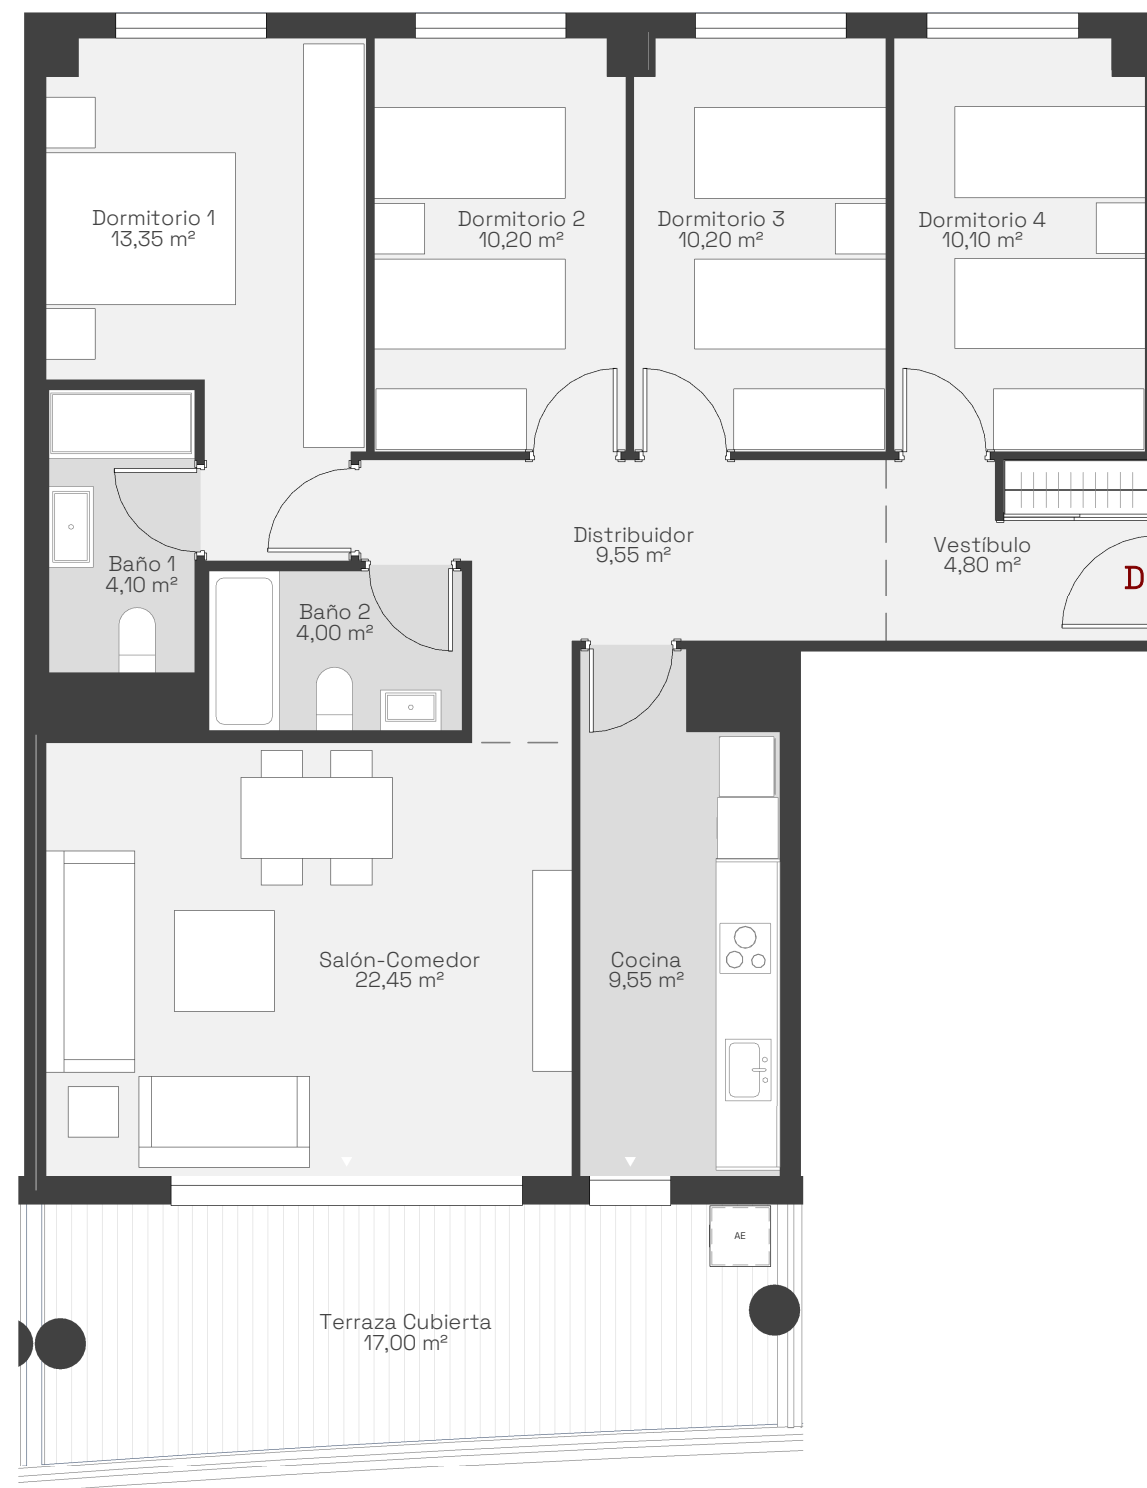 Dormitorio 1
13,35 m²
Dormitorio 2
10,20 m²
Dormitorio 3
10,20 m²
Dormitorio 4
10,10 m²
Distribuidor
9,55 m²
Vestíbulo
4,80 m²
D
Baño 1
4,10 m²
Baño 2
4,00 m²
Salón-Comedor
22,45 m²
Cocina
9,55 m²
AE
Terraza Cubierta
17,00 m²